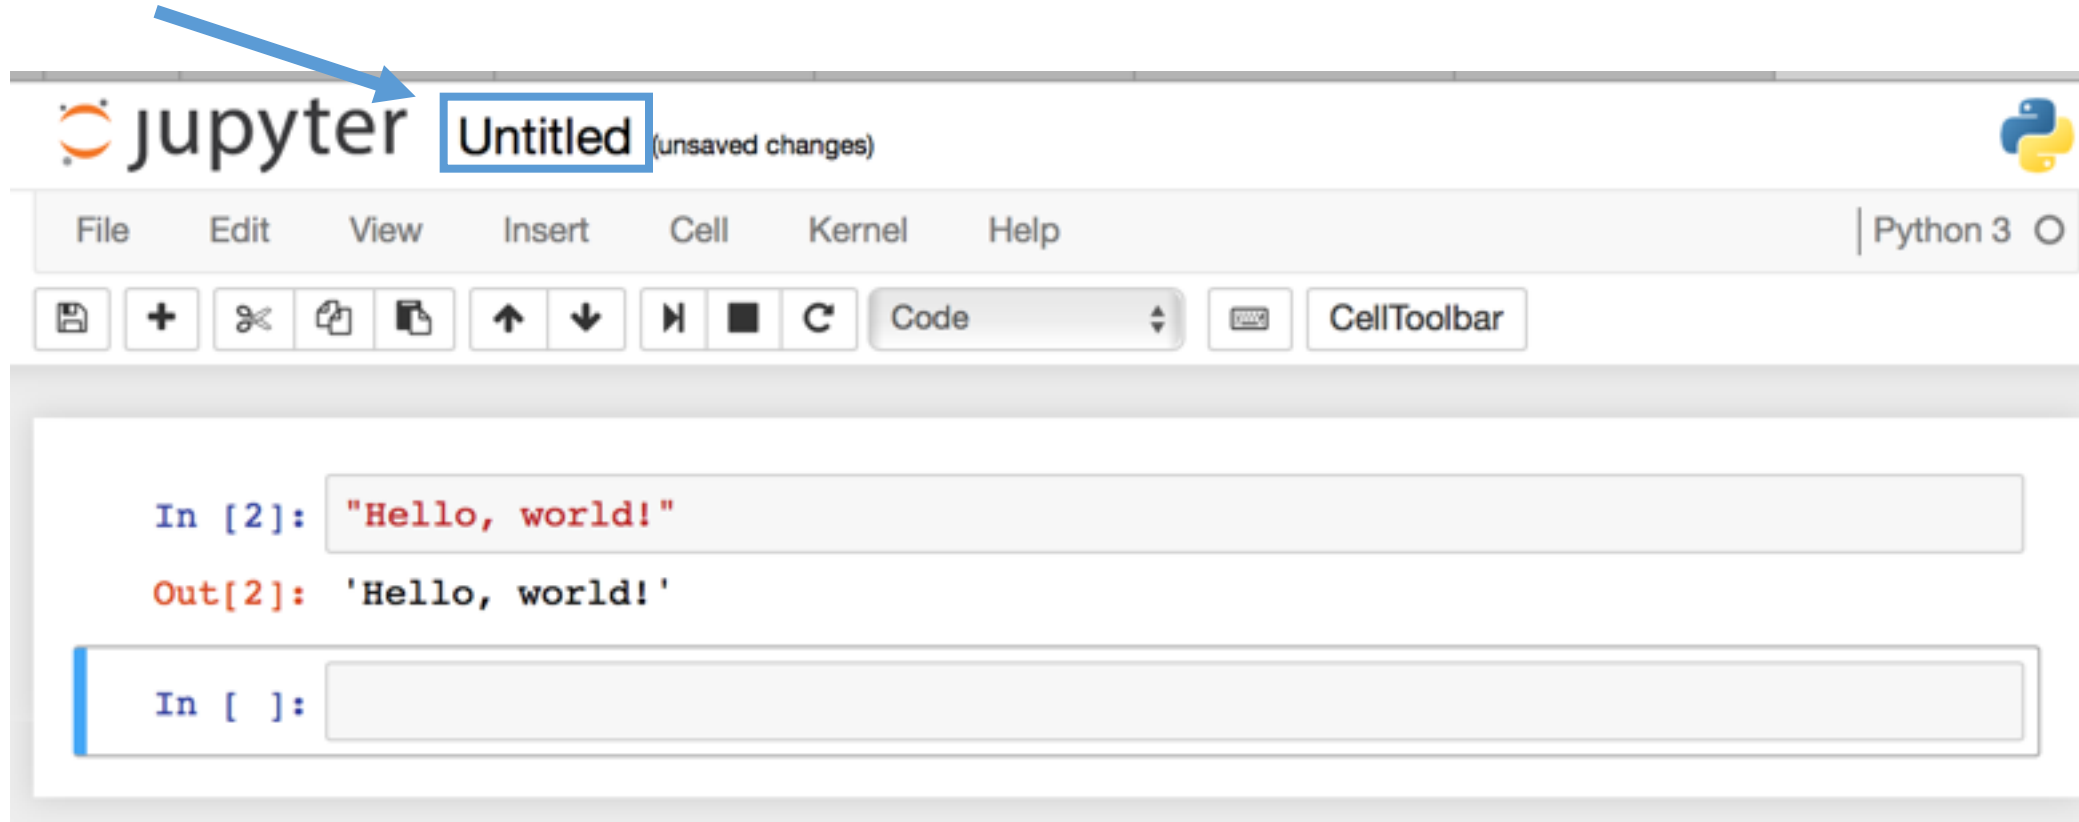 jupyter Untitled (unsaved changes)
File Edit View Insert Cell Kernel Help Python 3
Code CellToolbar
In [2]: "Hello, world!"
Out[2]: 'Hello, world!'
In [ ]: